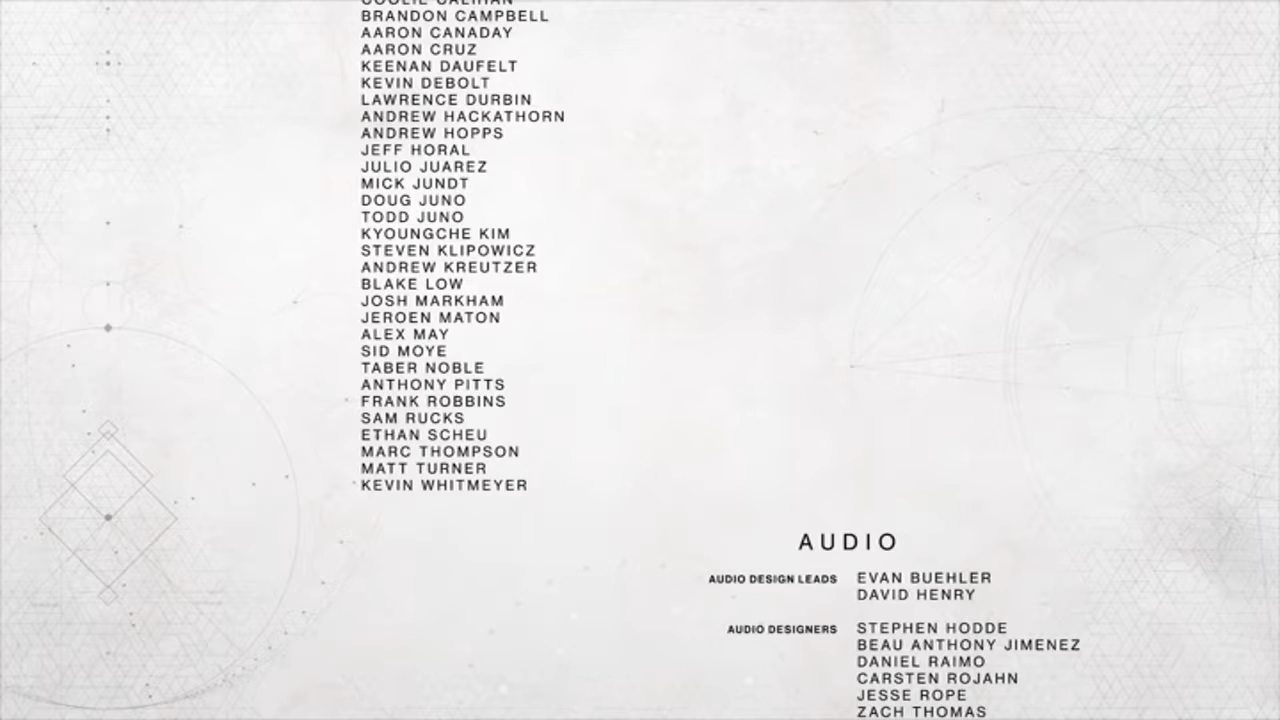 BRANDON CAMPBELL
AARON CANADAY
AARON CRUZ
KEENAN DAUFELT
KEVIN DEBOLT
LAWRENCE DURBIN
ANDREW HACKATHORN
ANDREW HOPPS
JEFF HORAL
JULIO JUAREZ
MICK JUNDT
DOUG JUNO
TODD JUNO
KYOUNGCHE KIM
STEVEN KLIPOWICZ
ANDREW KREUTZER
BLAKE LOW
JOSH MARKHAM
JEROEN MATON
ALEX MAY
SID MOYE
TABER NOBLE
ANTHONY PITTS
FRANK ROBBINS
SAM RUCKS
ETHAN SCHEU
MARC THOMPSON
MATT TURNER
KEVIN WHITMEYER
AUDIO
AUDIO DESIGN LEADS EVAN BUEHLER
DAVID HENRY
AUDIO DESIGNERS STEPHEN HODDE
BEAU ANTHONY JIMENEZ
DANIEL RAIMO
CARSTEN ROJAHN
JESSE ROPE
ZACH THOMAS